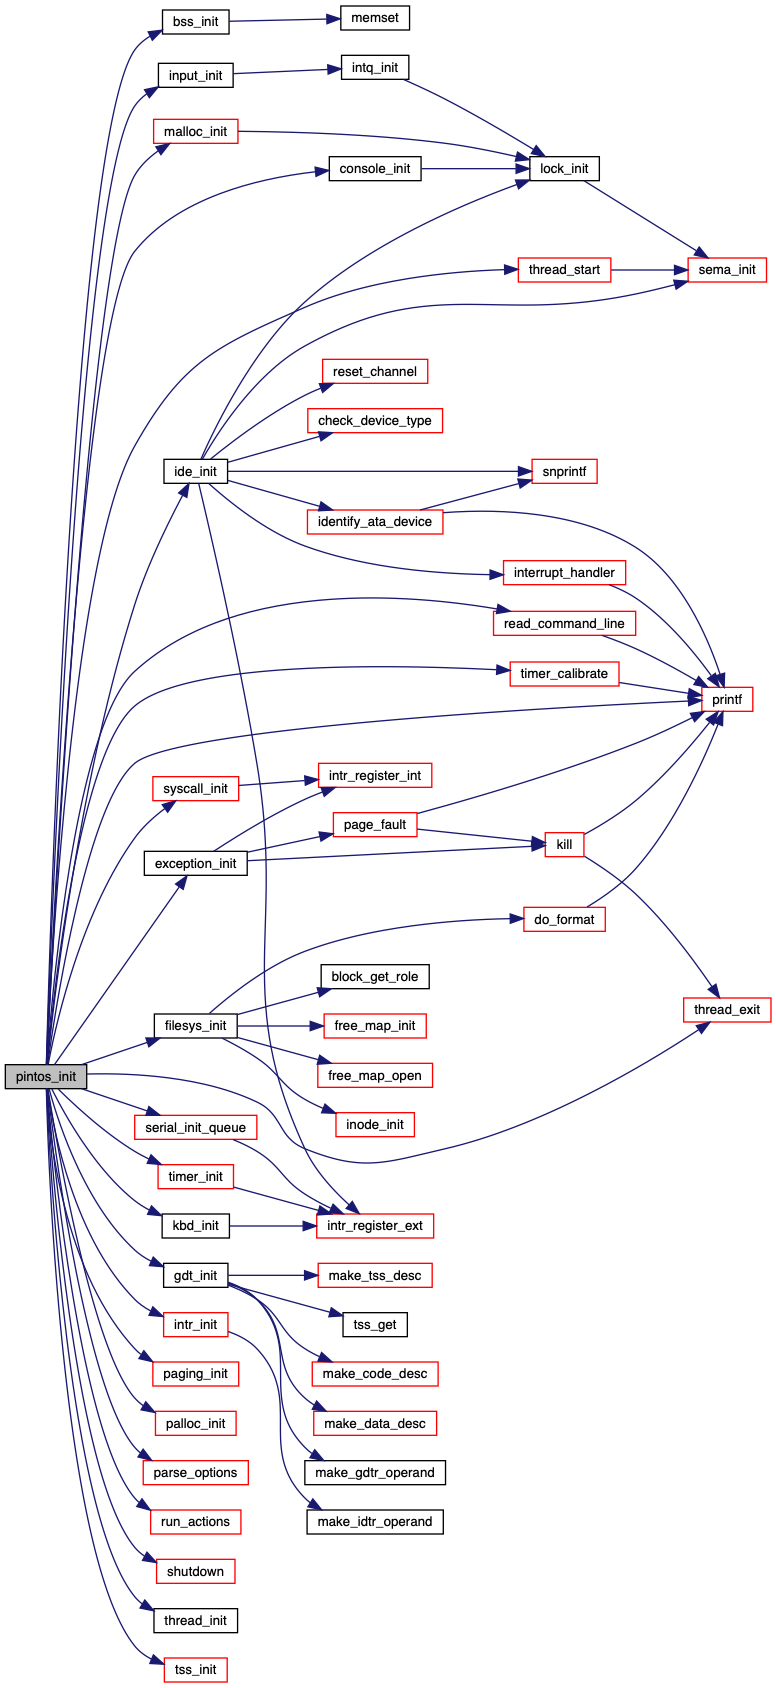 bss_init
memset
input_init
intq_init
malloc_init
console_init
lock_init
thread_start
sema_init
reset_channel
check_device_type
ide_init
snprintf
identify_ata_device
interrupt_handler
read_command_line
timer_calibrate
printf
syscall_init
intr_register_int
page_fault
exception_init
kill
do_format
block_get_role
filesys_init
free_map_init
thread_exit
pintos_init
free_map_open
serial_init_queue
inode_init
timer_init
kbd_init
intr_register_ext
gdt_init
make_tss_desc
intr_init
tss_get
paging_init
make_code_desc
palloc_init
make_data_desc
parse_options
make_gdtr_operand
run_actions
make_idtr_operand
shutdown
thread_init
tss_init